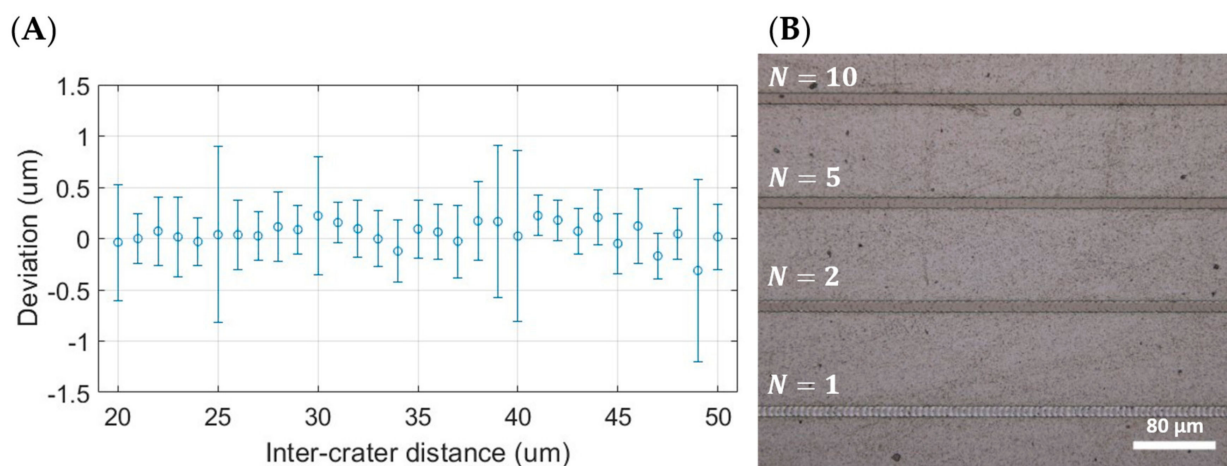 (A)
1.5
1
0.5
0
-0.5
-1
-1.5
Deviation (um)
20 25 30 35 40 45 50
Inter-crater distance (um)
(B)
N = 10
N = 5
N = 2
N = 1
80 μm